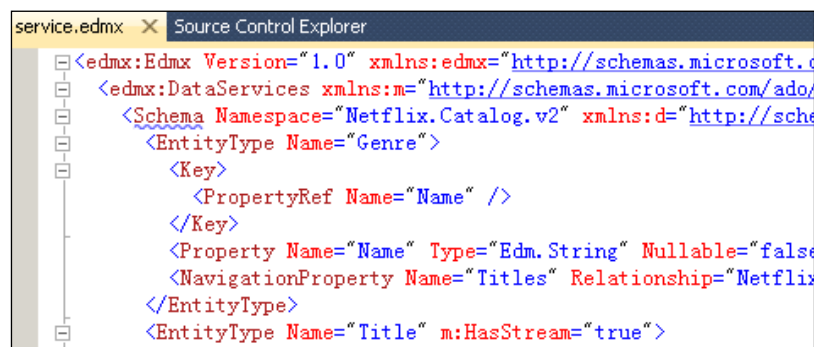 service.edmx Source Control Explorer
<edmx:Edmx Version="1.0" xmlns:edmx="http://schemas.microsoft.c
<edmx:DataServices xmlns:m="http://schemas.microsoft.com/ado/
<Schema Namespace="Netflix.Catalog.v2" xmlns:d="http://sche
<EntityType Name="Genre">
<Key>
<PropertyRef Name="Name" />
</Key>
<Property Name="Name" Type="Edm.String" Nullable="false
<NavigationProperty Name="Titles" Relationship="Netflix
</EntityType>
<EntityType Name="Title" m:HasStream="true">